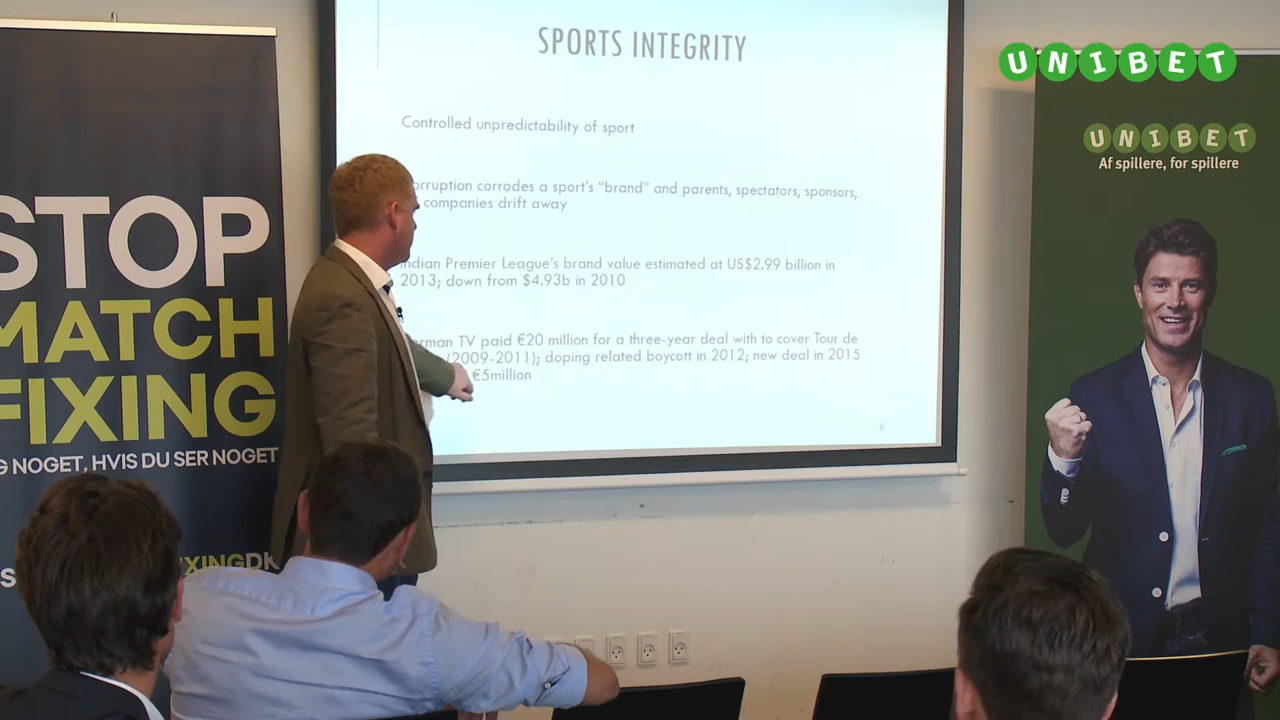 SPORTS INTEGRITY
Controlled unpredictability of sport
orruption corrodes a sport's "brand" and parents, spectators, sponsors,
companies drift away
ndian Premier League's brand value estimated at US$2.99 billion in
2013; down from $4.93b in 2010
rman TV paid €20 million for a three-year deal with to cover Tour de
(2009-2011); doping related boycott in 2012; new deal in 2015
€5million
6
STOP
MATCH
FIXING
G NOGET, HVIS DU SER NOGET
XINGDK
UNIBET
UNIBET
Af spillere, for spillere